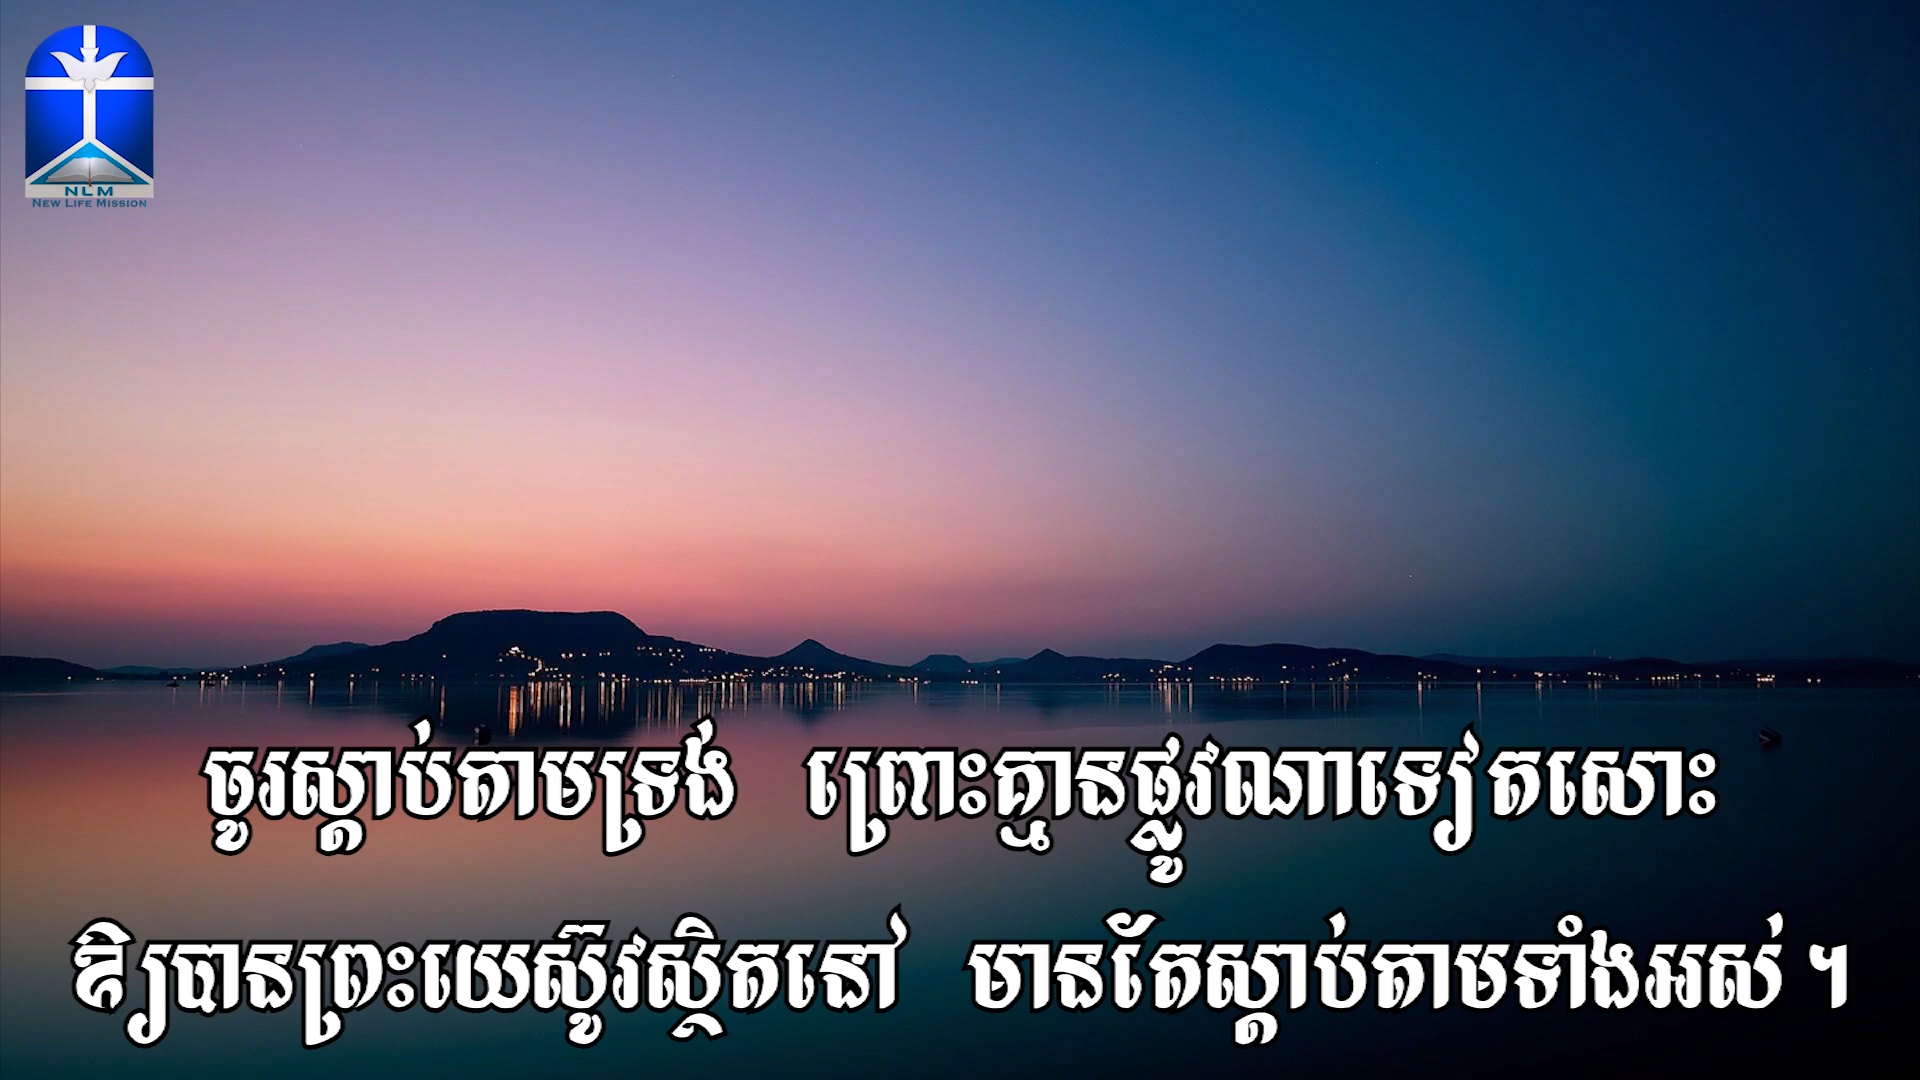 NLM
NEW LIFE MISSION
ចូរស្តាប់តាមទ្រង់ ព្រោះគ្មានផ្លូវណាទៀតសោះ
ឱ្យបានព្រះយេស៊ូវស្ថិតនៅ មានតែស្តាប់តាមទាំងអស់។